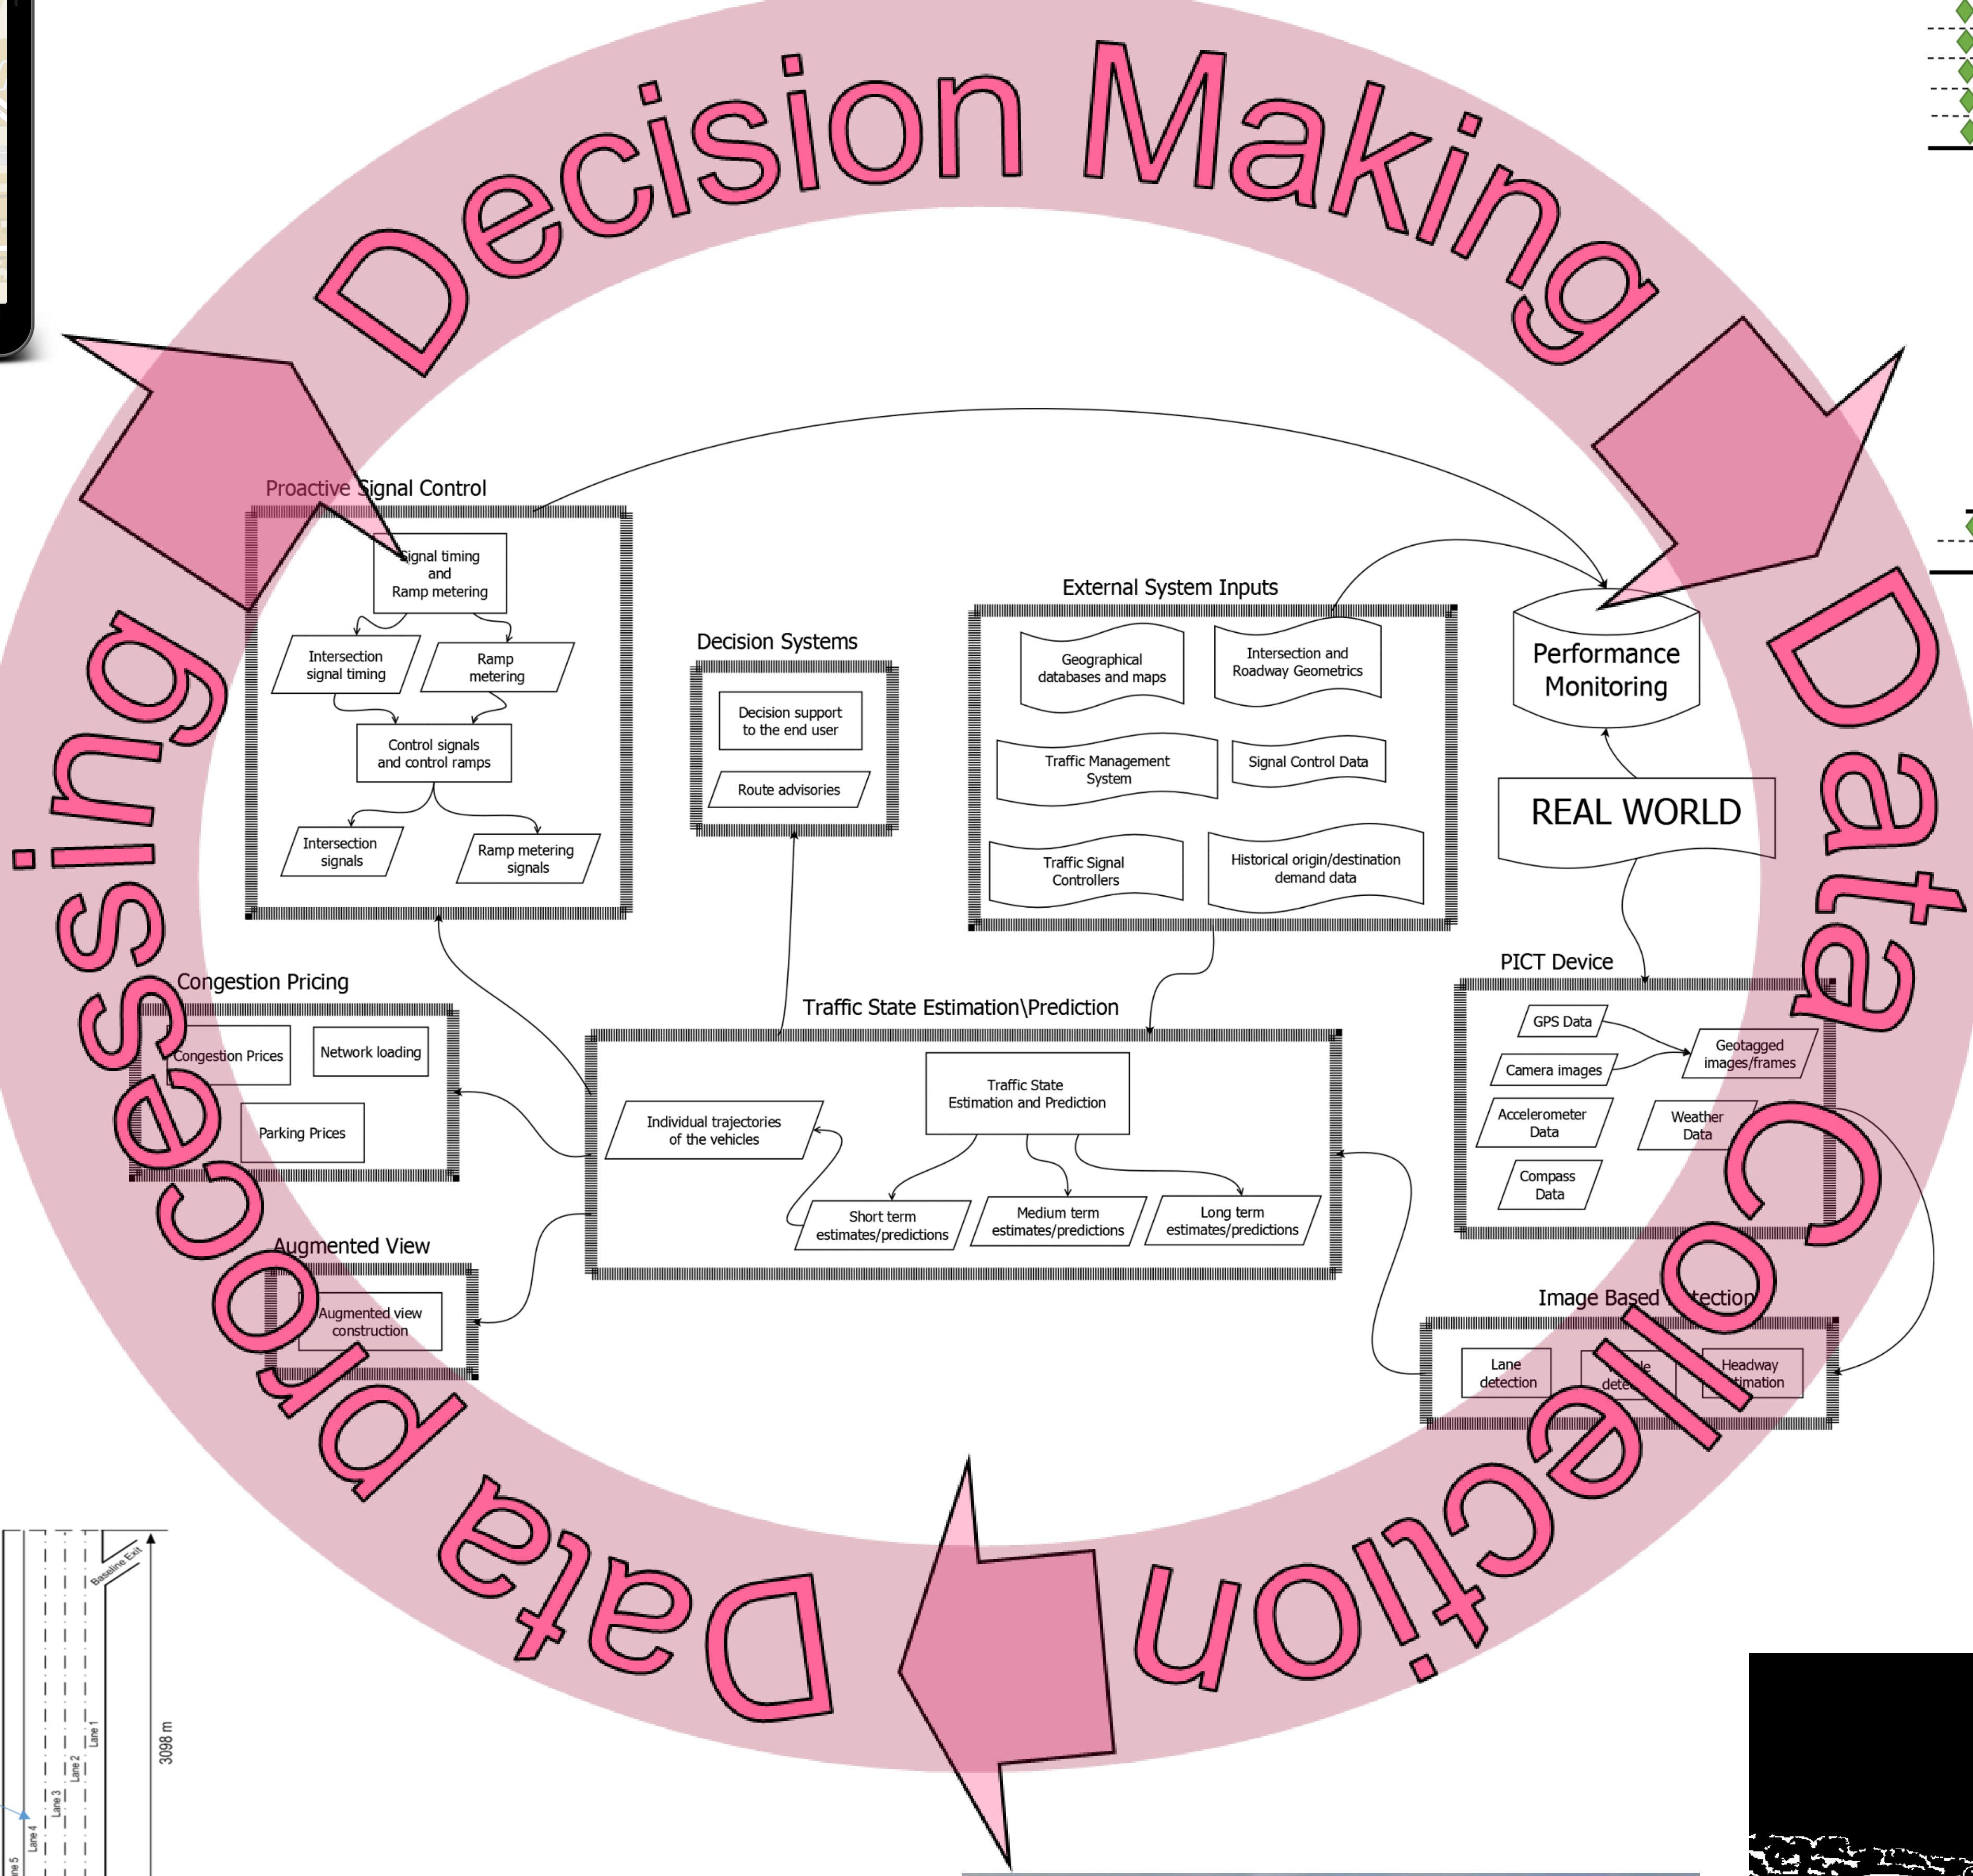 Decision Making
Data Collection
Data processing
Proactive Signal Control
Signal timing
and
Ramp metering
Intersection
signal timing
Ramp
metering
Control signals
and control ramps
Intersection
signals
Ramp metering
signals
Decision Systems
Decision support
to the end user
Route advisories
External System Inputs
Geographical
databases and maps
Intersection and
Roadway Geometrics
Traffic Management
System
Signal Control Data
Traffic Signal
Controllers
Historical origin/destination
demand data
Performance
Monitoring
REAL WORLD
PICT Device
GPS Data
Camera images
Geotagged
images/frames
Accelerometer
Data
Weather
Data
Compass
Data
Congestion Pricing
Congestion Prices
Network loading
Parking Prices
Traffic State Estimation\Prediction
Traffic State
Estimation and Prediction
Individual trajectories
of the vehicles
Short term
estimates/predictions
Medium term
estimates/predictions
Long term
estimates/predictions
Augmented View
Augmented view
construction
Image Based
Lane
detection
Headway
Baseline Exit
3098 m
Lane 1
Lane 2
Lane 3
Lane 4